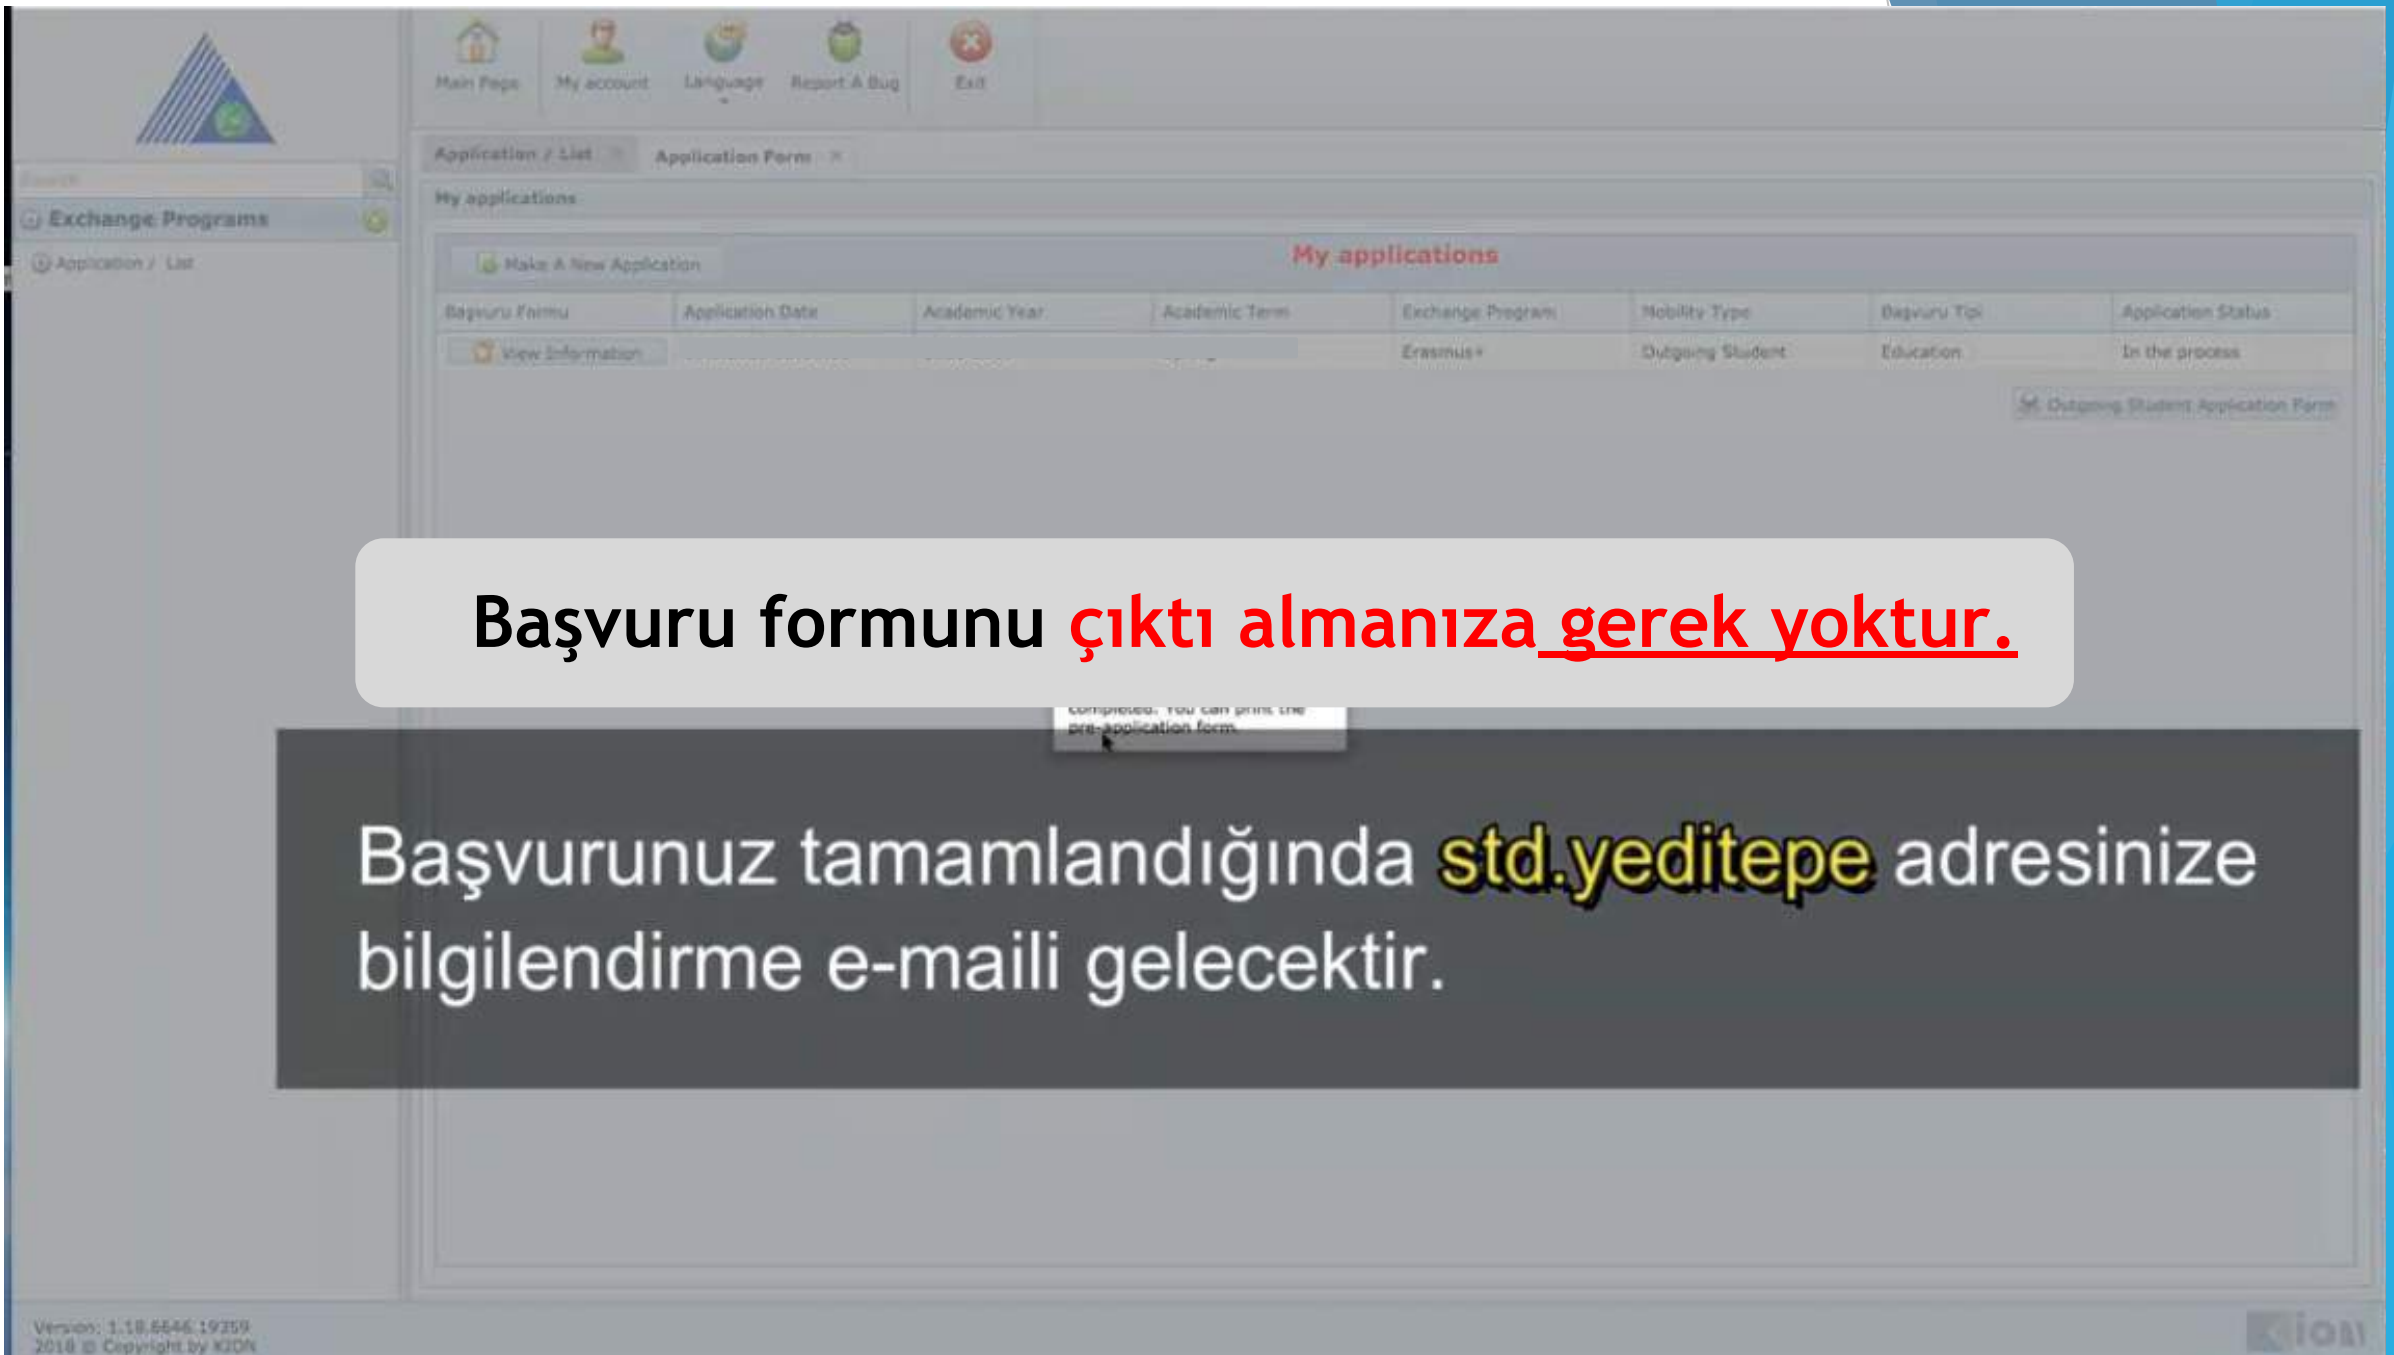 Main Page
My account
Language
Report A Bug
Exit
Application / List
Application Form
Search
My applications
Exchange Programs
Application / List
Make A New Application
My applications
Başvuru Formu
Application Date
Academic Year
Academic Term
Exchange Program
Mobility Type
Başvuru Tipi
Application Status
View Information
Erasmus+
Outgoing Student
Education
In the process
Outgoing Student Application Form
Başvuru formunu çıktı almanıza gerek yoktur.
completed. You can print the
pre-application form.
Başvurunuz tamamlandığında std.yeditepe adresinize
bilgilendirme e-maili gelecektir.
Version: 1.18.6646.19359
2018 © Copyright by KION
Kion